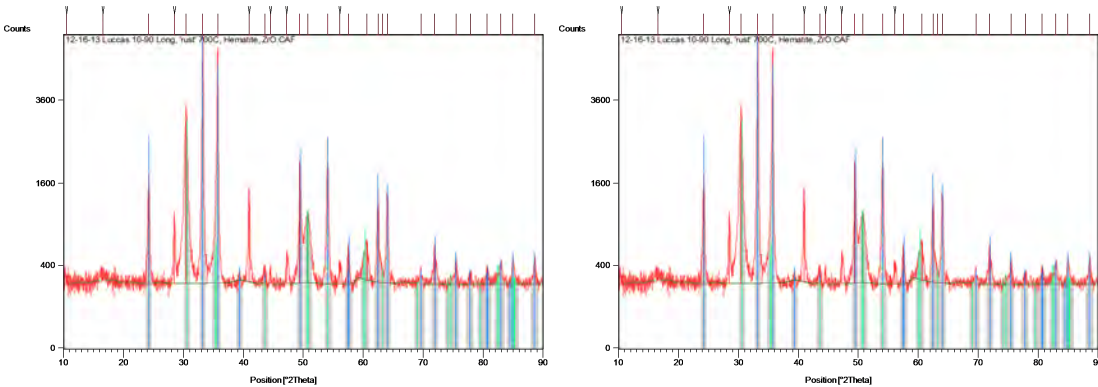 Counts
12-16-13 Luccas 10-90 Long, 'rust' 700C, Hematite, ZrO.CAF
3600
1600
400
0
10 20 30 40 50 60 70 80 90
Position [°2Theta]
Counts
12-16-13 Luccas 10-90 Long, 'rust' 700C, Hematite, ZrO.CAF
3600
1600
400
0
10 20 30 40 50 60 70 80 90
Position [°2Theta]